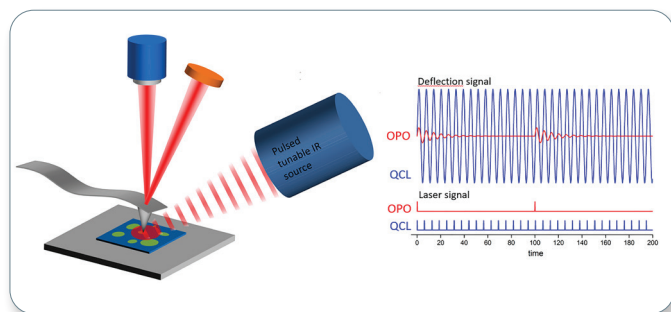 Pulsed
tunable IR
source
Deflection signal
OPO
QCL
Laser signal
OPO
QCL
0 20 40 60 80 100 120 140 160 180 200
time